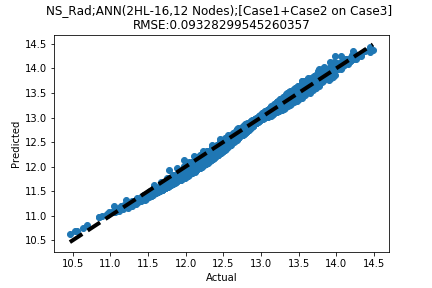 NS_Rad;ANN(2HL-16,12 Nodes);[Case1+Case2 on Case3]
RMSE:0.09328299545260357
14.5
14.0
13.5
13.0
12.5
12.0
11.5
11.0
10.5
Predicted
10.5 11.0 11.5 12.0 12.5 13.0 13.5 14.0 14.5
Actual